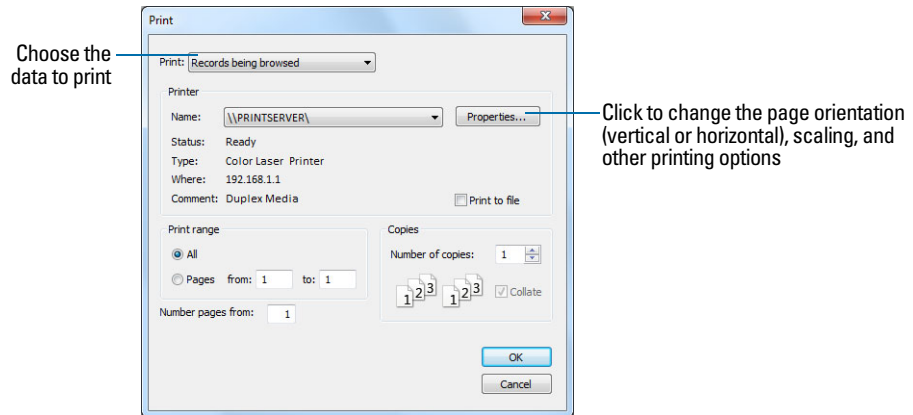 Print
Choose the
data to print
Print: Records being browsed
Printer
Name: \\PRINTSERVER\
Properties...
Click to change the page orientation
(vertical or horizontal), scaling, and
other printing options
Status: Ready
Type: Color Laser Printer
Where: 192.168.1.1
Comment: Duplex Media
Print to file
Print range
All
Pages from: 1 to: 1
Number pages from: 1
Copies
Number of copies: 1
1 2 3 1 2 3
Collate
OK
Cancel